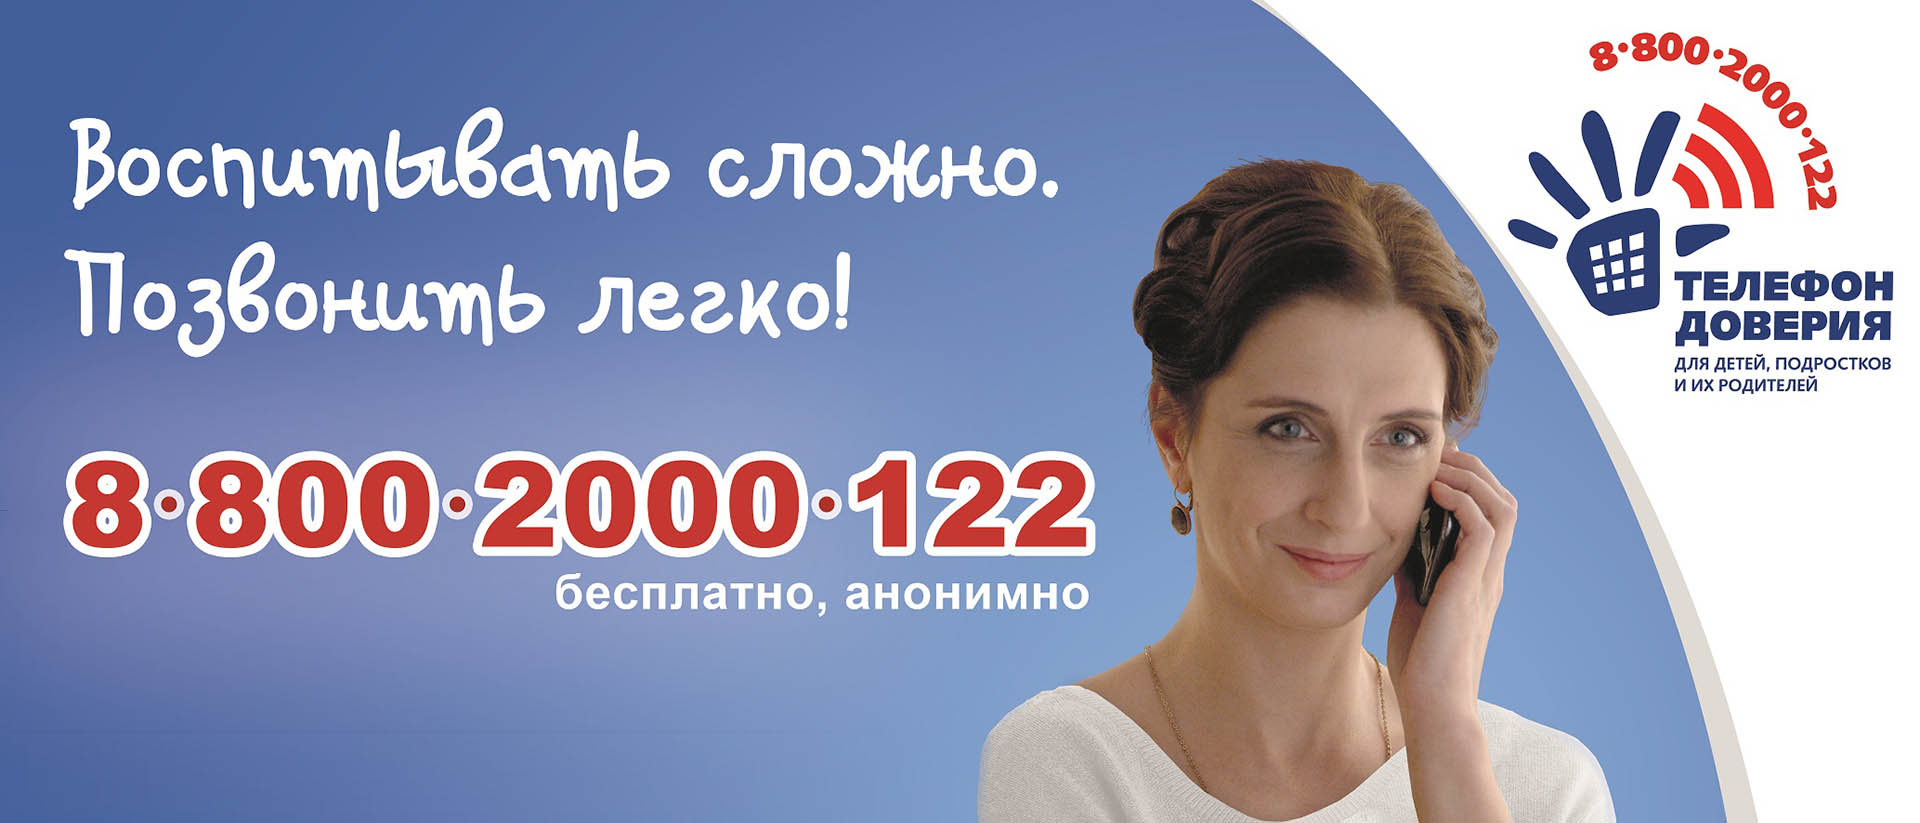 Воспитывать сложно.
Позвонить легко!
8·800·2000·122
бесплатно, анонимно
8·800·2000·122
ТЕЛЕФОН
ДОВЕРИЯ
ДЛЯ ДЕТЕЙ, ПОДРОСТКОВ
И ИХ РОДИТЕЛЕЙ